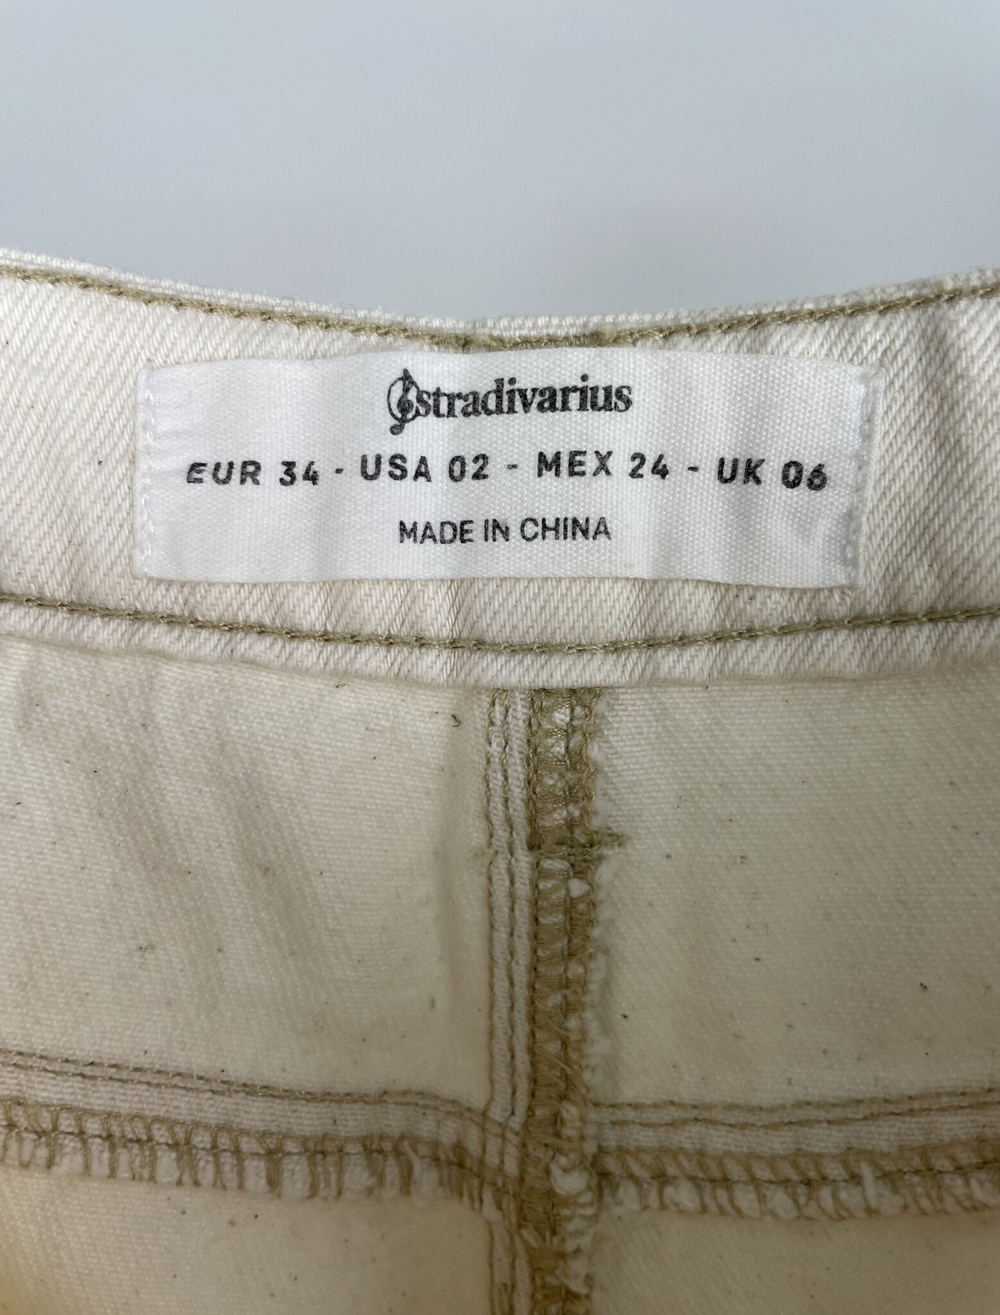 stradivarius
EUR 34 - USA 02 - MEX 24 - UK 06
MADE IN CHINA